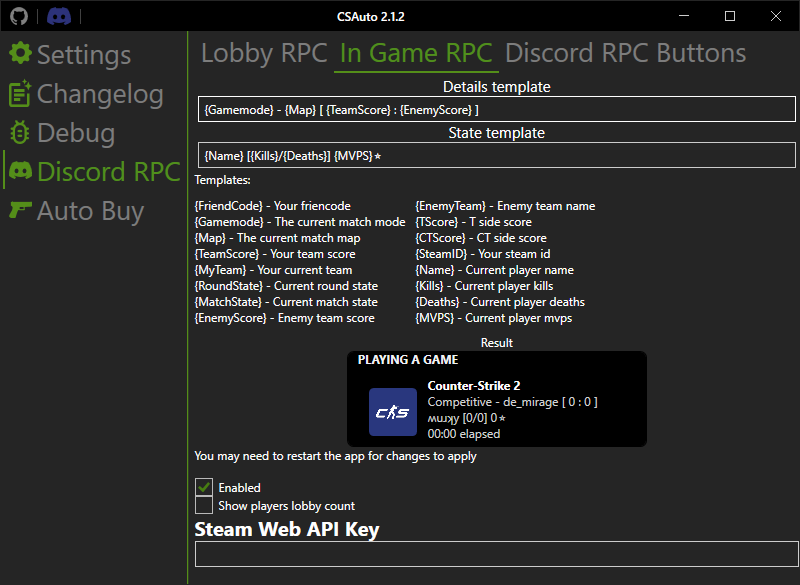 CSAuto 2.1.2
Settings
Changelog
Debug
Discord RPC
Auto Buy
Lobby RPC In Game RPC Discord RPC Buttons
Details template
{Gamemode} - {Map} [ {TeamScore} : {EnemyScore} ]
State template
{Name} [{Kills}/{Deaths}] {MVPS}⭑
Templates:
{FriendCode} - Your friencode
{Gamemode} - The current match mode
{Map} - The current match map
{TeamScore} - Your team score
{MyTeam} - Your current team
{RoundState} - Current round state
{MatchState} - Current match state
{EnemyScore} - Enemy team score
{EnemyTeam} - Enemy team name
{TScore} - T side score
{CTScore} - CT side score
{SteamID} - Your steam id
{Name} - Current player name
{Kills} - Current player kills
{Deaths} - Current player deaths
{MVPS} - Current player mvps
Result
PLAYING A GAME
Counter-Strike 2
Competitive - de_mirage [ 0 : 0 ]
[0/0] 0⭑
00:00 elapsed
CS
You may need to restart the app for changes to apply
Enabled
Show players lobby count
Steam Web API Key